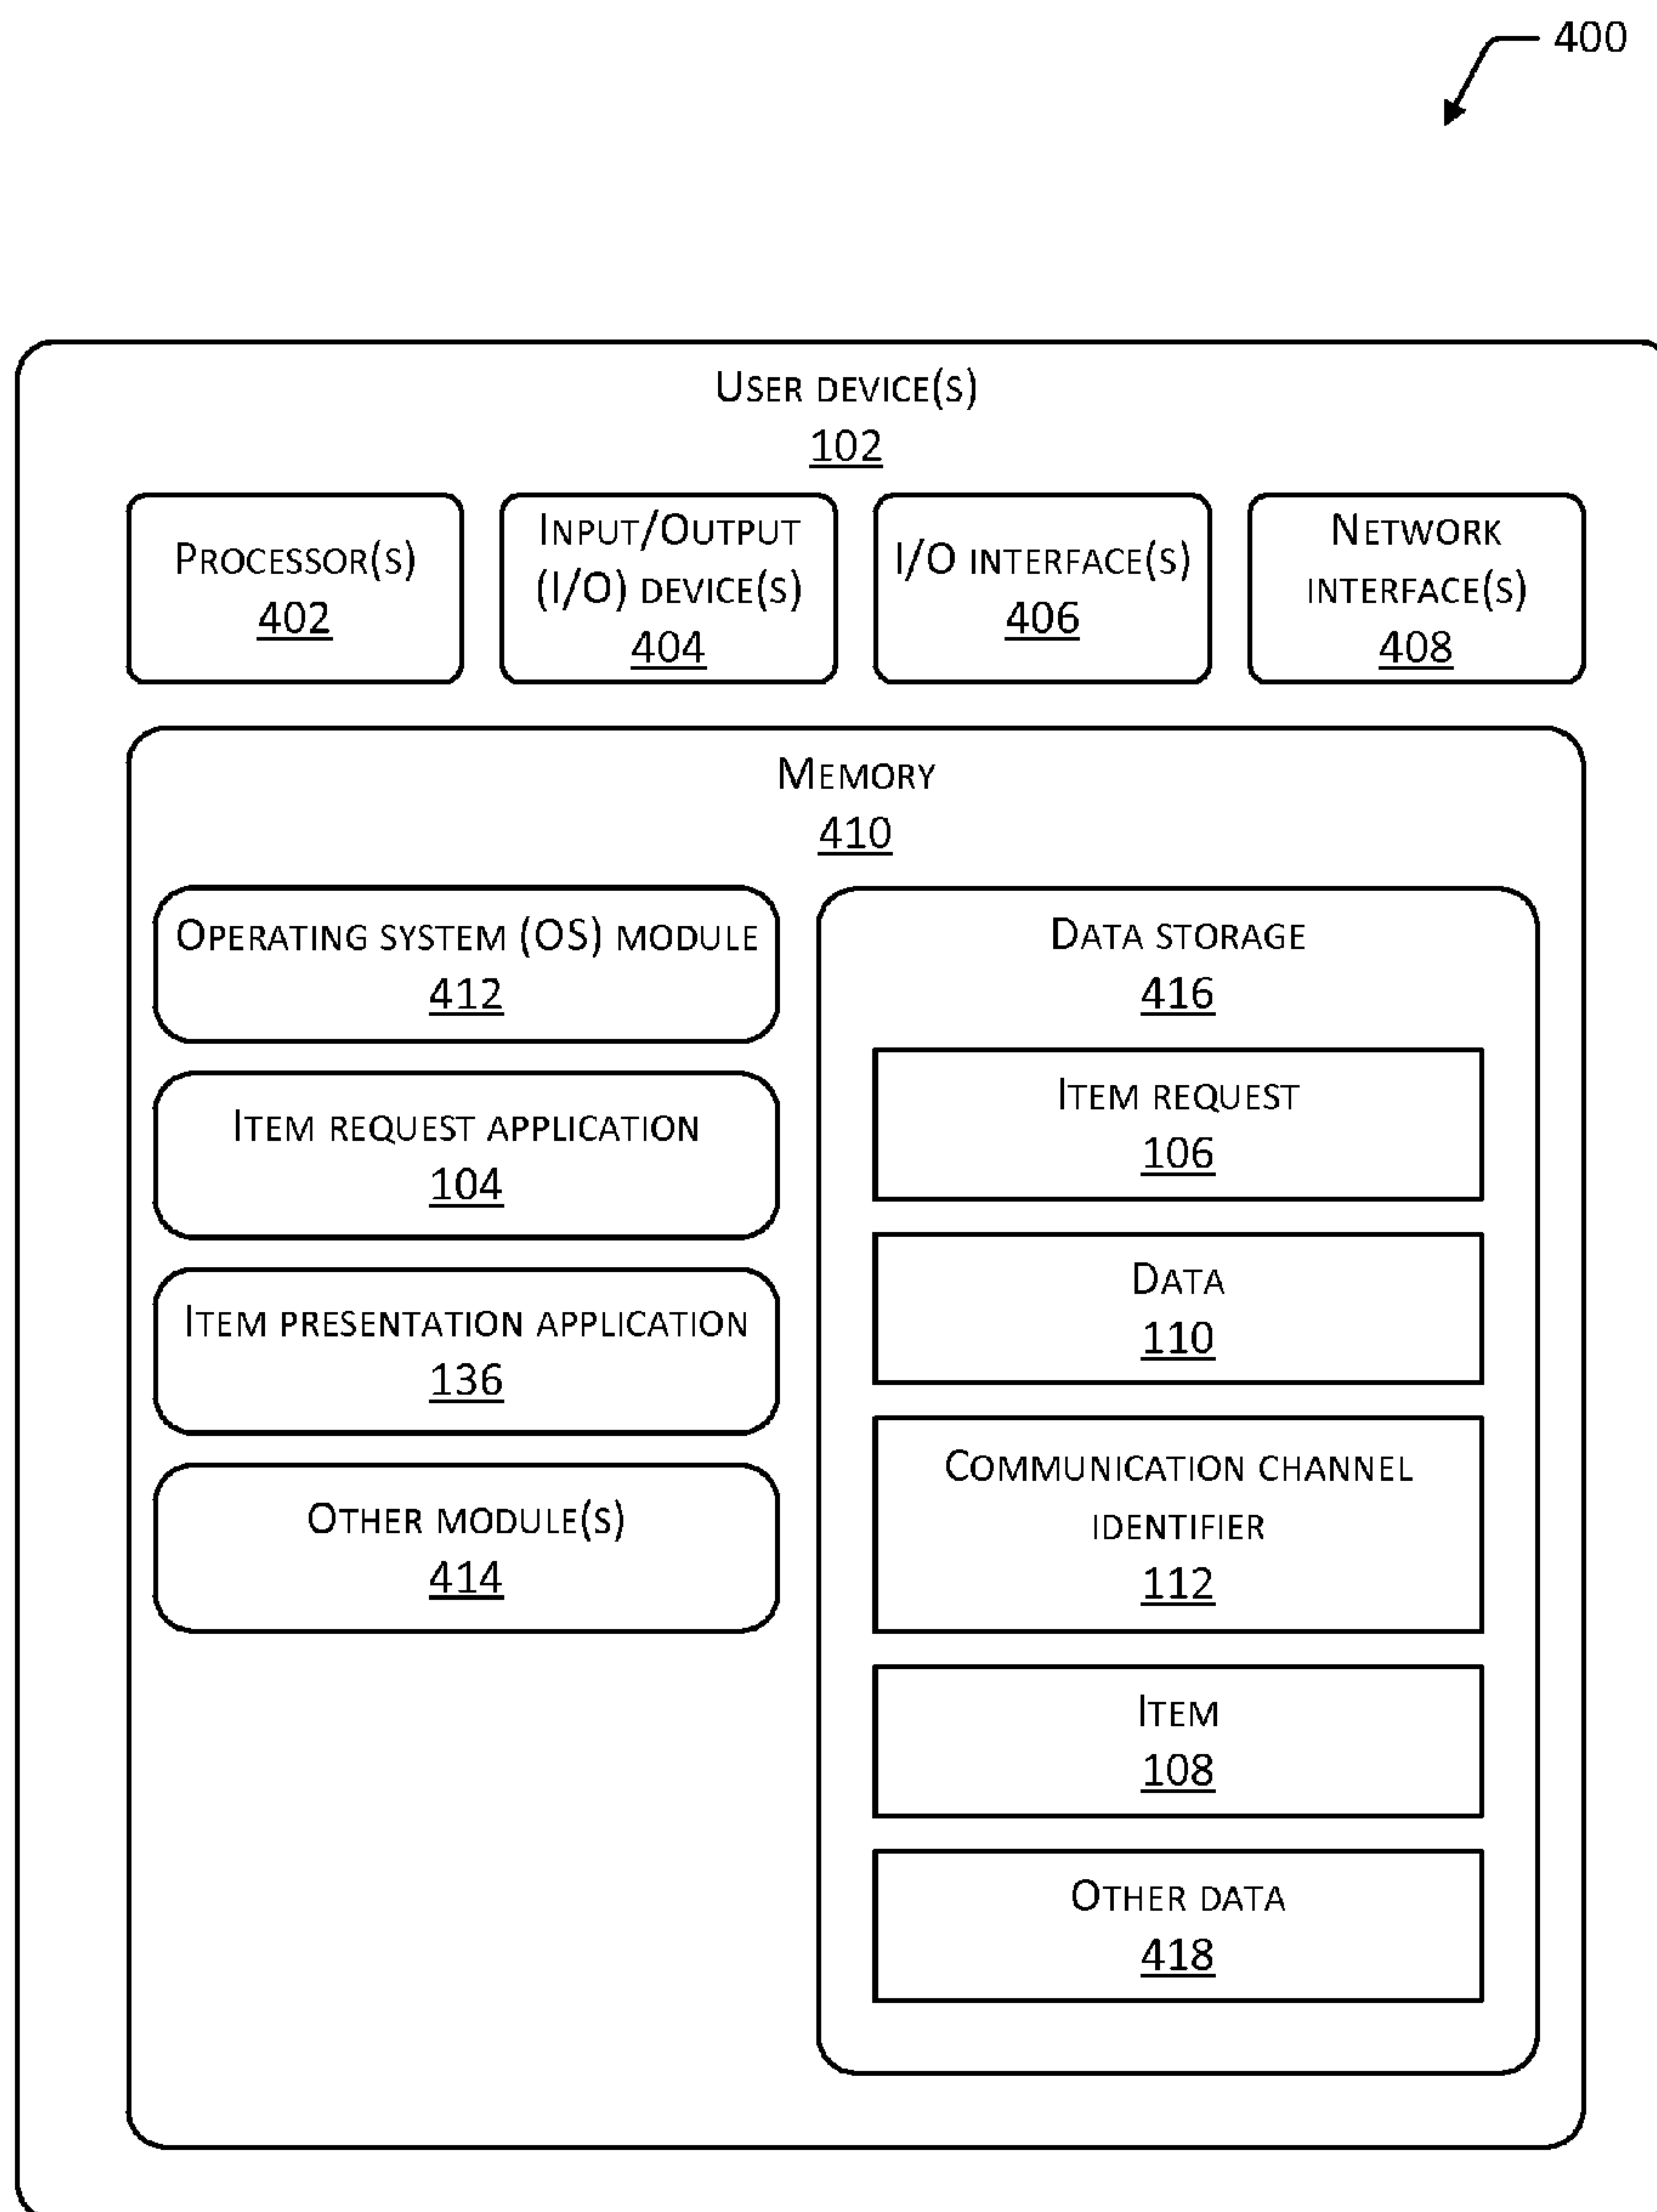 400
USER DEVICE(S)
102
PROCESSOR(S)
402
INPUT/OUTPUT
(I/O) DEVICE(S)
404
I/O INTERFACE(S)
406
NETWORK
INTERFACE(S)
408
MEMORY
410
OPERATING SYSTEM (OS) MODULE
412
ITEM REQUEST APPLICATION
104
ITEM PRESENTATION APPLICATION
136
OTHER MODULE(S)
414
DATA STORAGE
416
ITEM REQUEST
106
DATA
110
COMMUNICATION CHANNEL
IDENTIFIER
112
ITEM
108
OTHER DATA
418